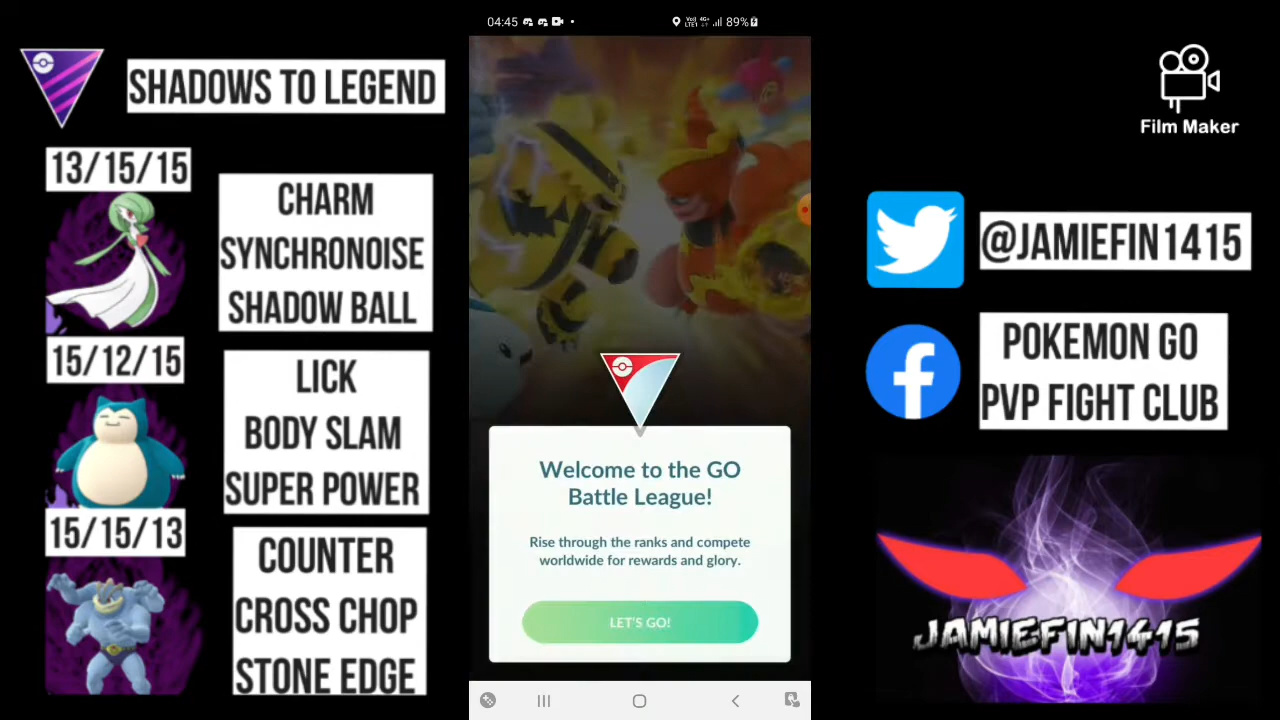 04:45
Vo)) LTE1 4G+ 89%
SHADOWS TO LEGEND
13/15/15
CHARM
SYNCHRONOISE
SHADOW BALL
15/12/15
LICK
BODY SLAM
SUPER POWER
15/15/13
COUNTER
CROSS CHOP
STONE EDGE
Welcome to the GO
Battle League!
Rise through the ranks and compete
worldwide for rewards and glory.
LET'S GO!
Film Maker
@JAMIEFIN1415
POKEMON GO
PVP FIGHT CLUB
JAMIEFIN1415